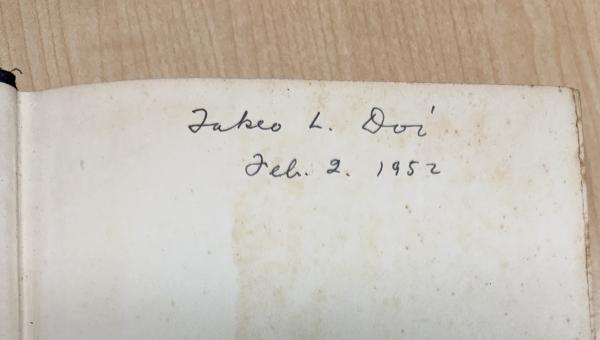 Takeo L. Doi
Feb. 2. 1952